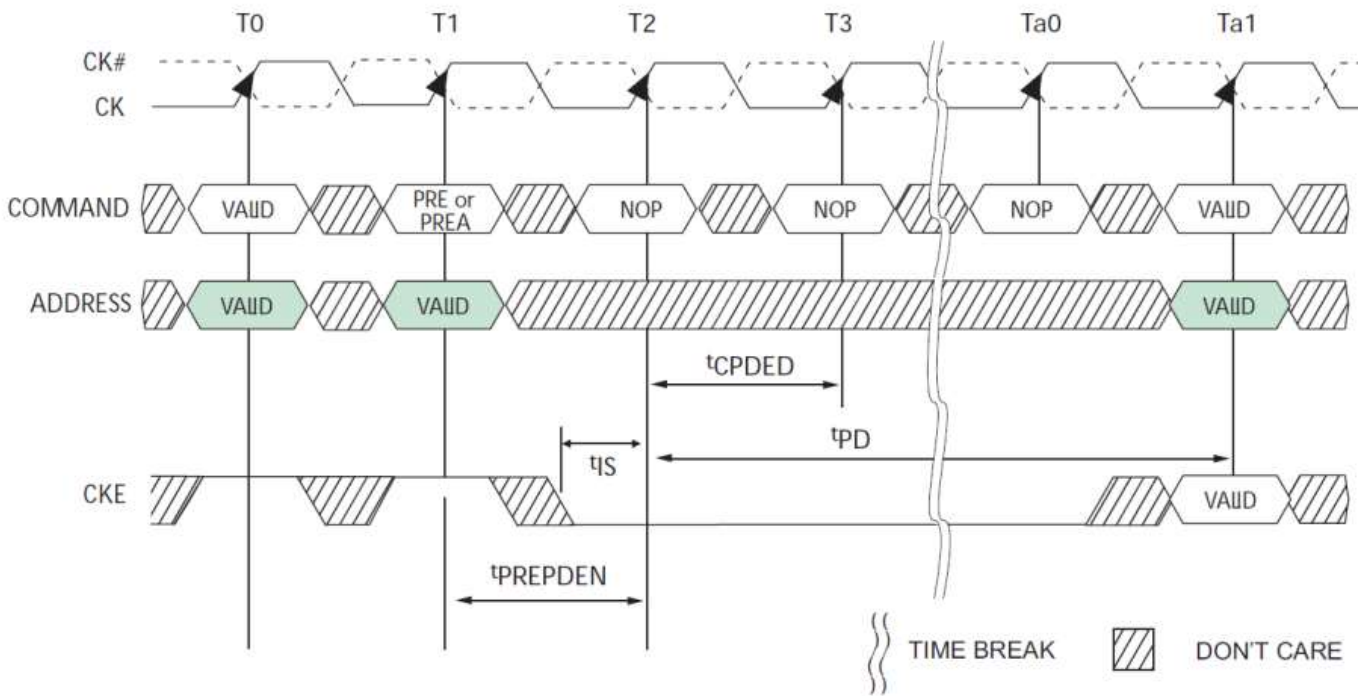 T0 T1 T2 T3 Ta0 Ta1
CK#
CK
COMMAND VALID PRE or PREA NOP NOP NOP VALID
ADDRESS VALID VALID VALID
tCPDED
tPD
tIS
CKE VALID
tPREPDEN
TIME BREAK DON'T CARE